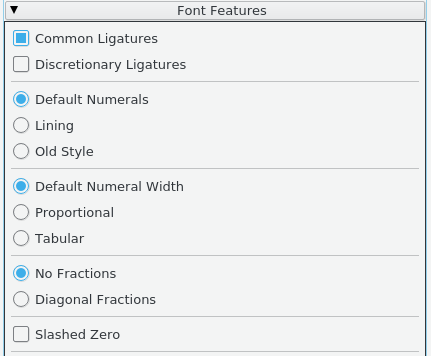 Font Features
Common Ligatures
Discretionary Ligatures
Default Numerals
Lining
Old Style
Default Numeral Width
Proportional
Tabular
No Fractions
Diagonal Fractions
Slashed Zero